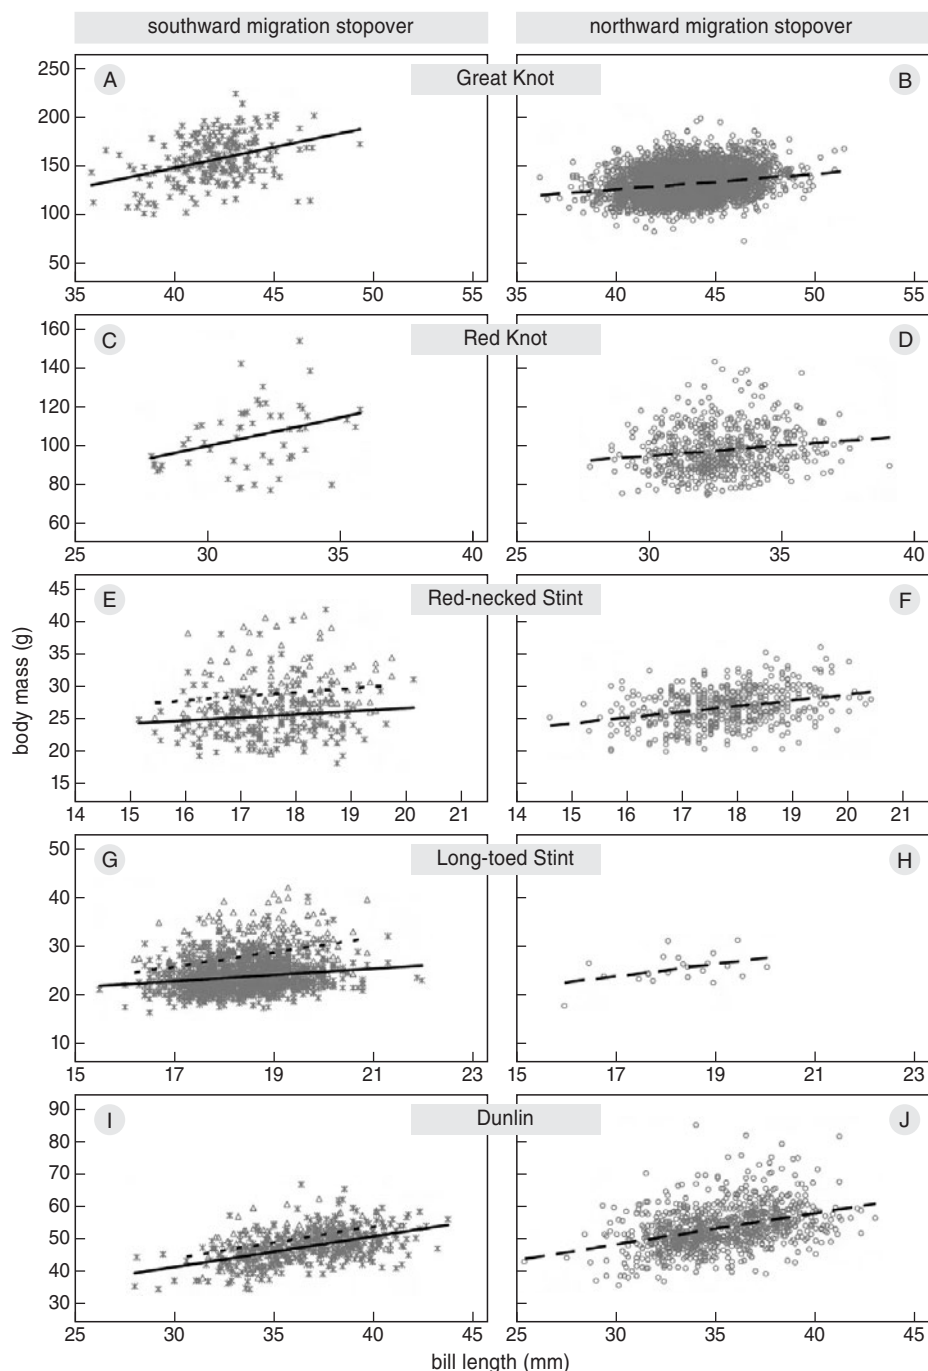 southward migration stopover northward migration stopover
A Great Knot B
250
200
150
100
50
35 40 45 50 55 35 40 45 50 55
C Red Knot D
160
140
120
100
80
60
25 30 35 40 25 30 35 40
E Red-necked Stint F
45
40
35
30
25
20
15
14 15 16 17 18 19 20 21 14 15 16 17 18 19 20 21
body mass (g)
G Long-toed Stint H
50
40
30
20
10
15 17 19 21 23 15 17 19 21 23
I Dunlin J
90
80
70
60
50
40
30
25 30 35 40 45 25 30 35 40 45
bill length (mm)